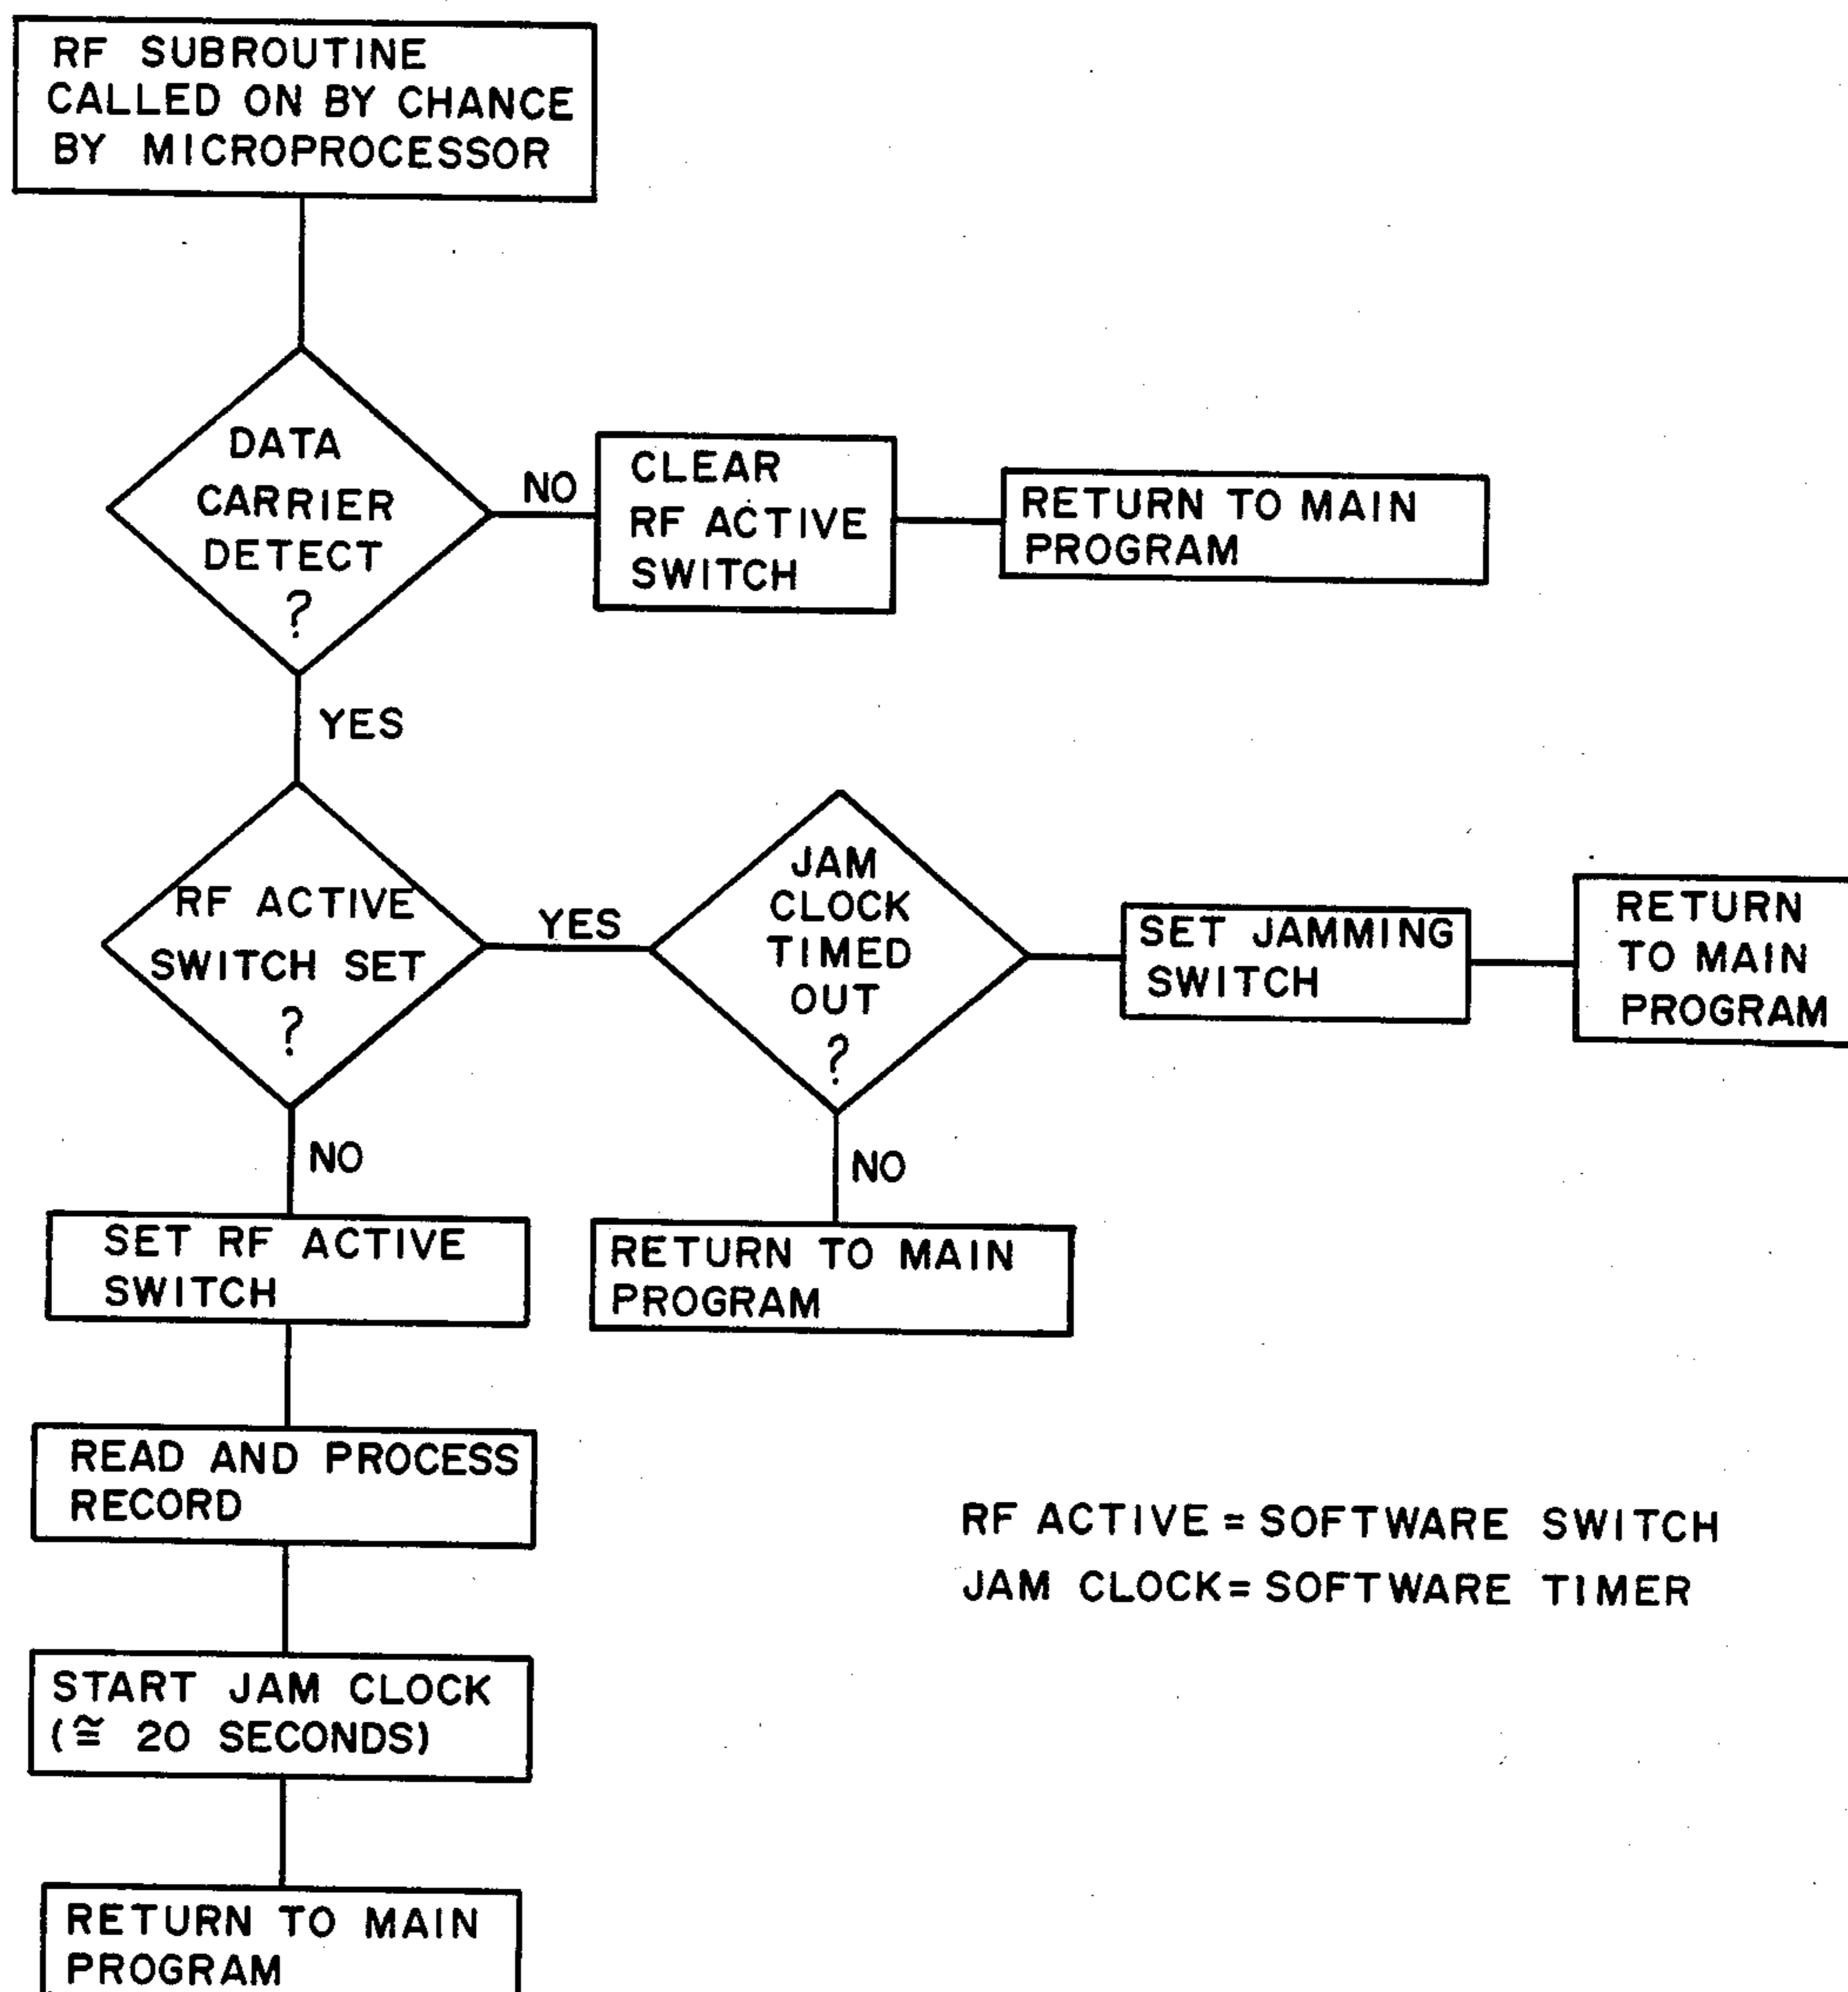 RF SUBROUTINE
CALLED ON BY CHANCE
BY MICROPROCESSOR
DATA
CARRIER
DETECT
?
NO
CLEAR
RF ACTIVE
SWITCH
RETURN TO MAIN
PROGRAM
YES
RF ACTIVE
SWITCH SET
?
YES
JAM
CLOCK
TIMED
OUT
?
SET JAMMING
SWITCH
RETURN
TO MAIN
PROGRAM
NO
NO
SET RF ACTIVE
SWITCH
RETURN TO MAIN
PROGRAM
READ AND PROCESS
RECORD
RF ACTIVE = SOFTWARE SWITCH
JAM CLOCK = SOFTWARE TIMER
START JAM CLOCK
(≅ 20 SECONDS)
RETURN TO MAIN
PROGRAM